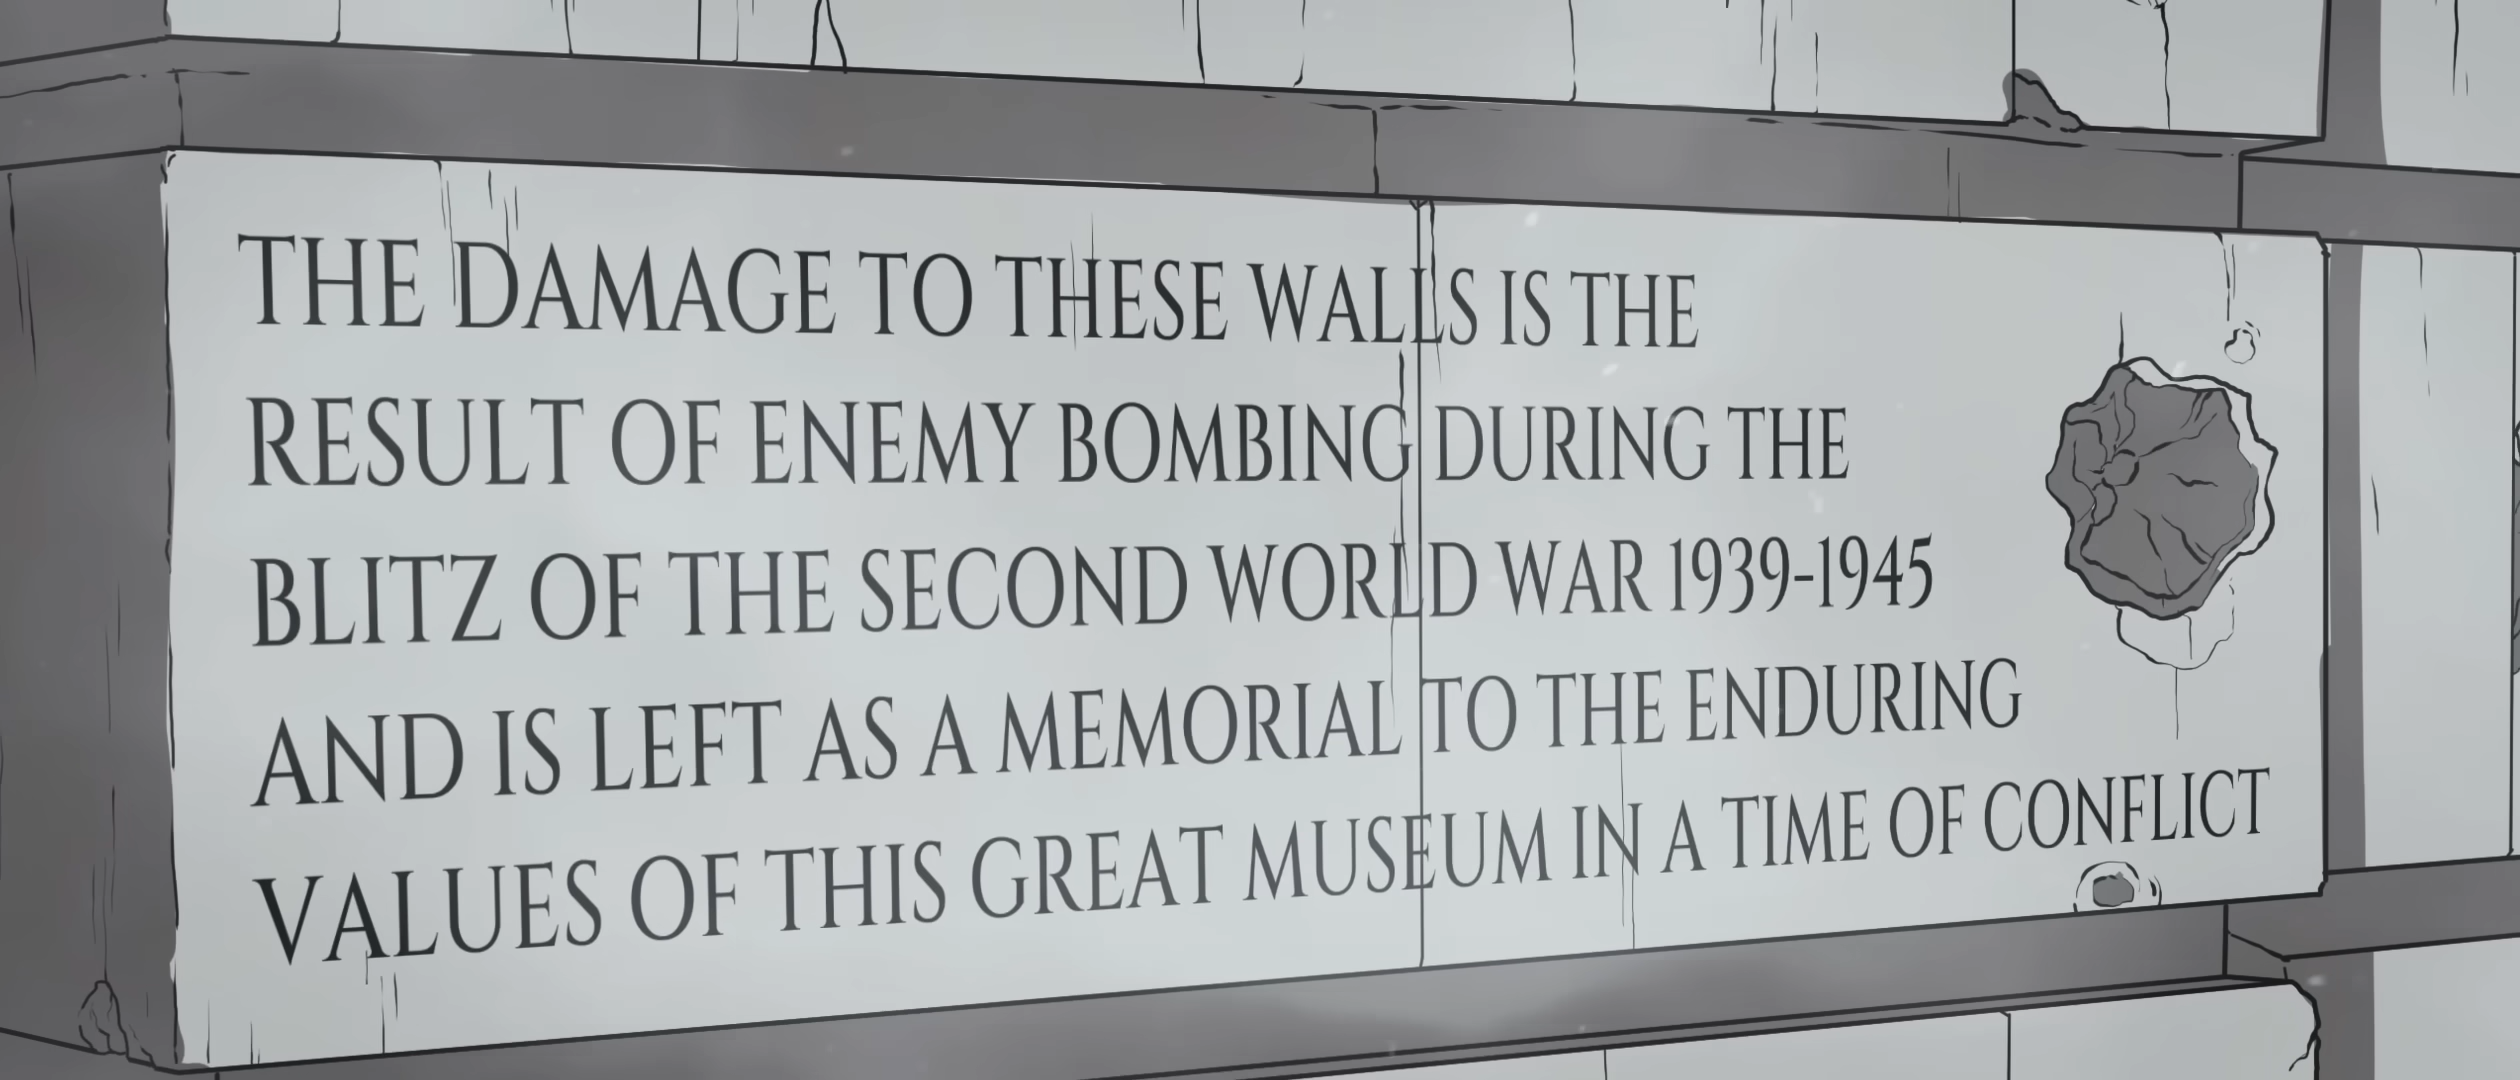 THE DAMAGE TO THESE WALLS IS THE
RESULT OF ENEMY BOMBING DURING THE
BLITZ OF THE SECOND WORLD WAR 1939-1945
AND IS LEFT AS A MEMORIAL TO THE ENDURING
VALUES OF THIS GREAT MUSEUM IN A TIME OF CONFLICT